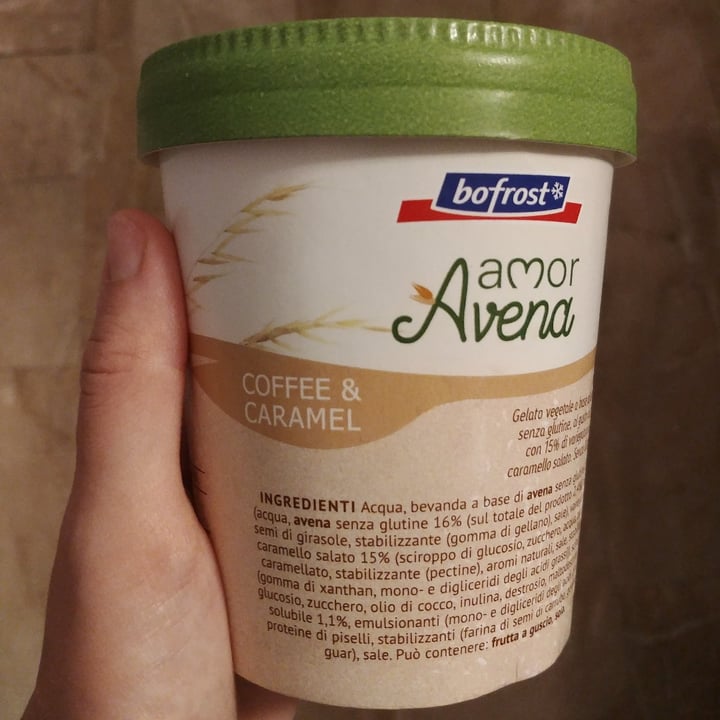 bofrost
amor
Avena
COFFEE &
CARAMEL
Gelato vegetale a base
senza glutine,
con 15% di
caramello salato.
INGREDIENTI Acqua, bevanda a base di avena senza
(acqua, avena senza glutine 16% (sul totale del prodotto
semi di girasole, stabilizzante (gomma di gellano), sale),
caramello salato 15% (sciroppo di glucosio, zucchero, acqua,
caramellato, stabilizzante (pectine), aromi naturali, sale,
(gomma di xanthan, mono- e digliceridi degli acidi grassi)
glucosio, zucchero, olio di cocco, inulina, destrosio,
solubile 1,1%, emulsionanti (mono- e digliceridi degli
proteine di piselli, stabilizzanti (farina di semi di carrube,
guar), sale. Può contenere: frutta a guscio, soia